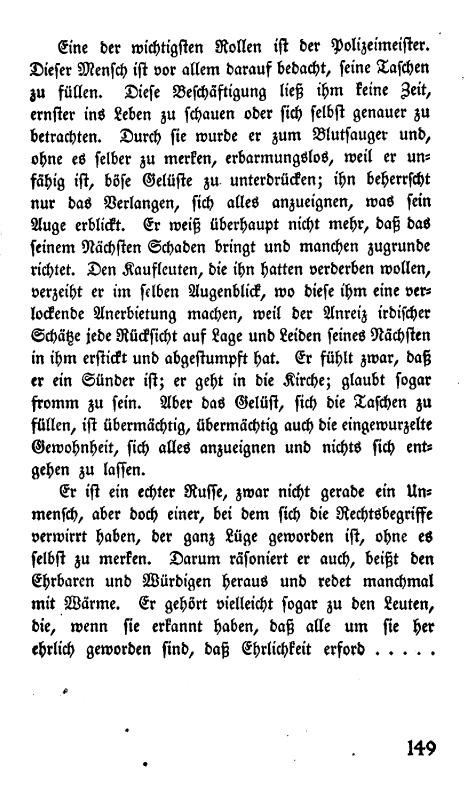 Eine der wichtigsten Rollen ist der Polizeimeister.
Dieser Mensch ist vor allem darauf bedacht, seine Taschen
zu füllen. Diese Beschäftigung ließ ihm keine Zeit,
ernster ins Leben zu schauen oder sich selbst genauer zu
betrachten. Durch sie wurde er zum Blutsauger und,
ohne es selber zu merken, erbarmungslos, weil er un=
fähig ist, böse Gelüste zu unterdrücken; ihn beherrscht
nur das Verlangen, sich alles anzueignen, was sein
Auge erblickt. Er weiß überhaupt nicht mehr, daß das
seinem Nächsten Schaden bringt und manchen zugrunde
richtet. Den Kaufleuten, die ihn hatten verderben wollen,
verzeiht er im selben Augenblick, wo diese ihm eine ver=
lockende Anerbietung machen, weil der Anreiz irdischer
Schätze jede Rücksicht auf Lage und Leiden seines Nächsten
in ihm erstickt und abgestumpft hat. Er fühlt zwar, daß
er ein Sünder ist; er geht in die Kirche; glaubt sogar
fromm zu sein. Aber das Gelüst, sich die Taschen zu
füllen, ist übermächtig, übermächtig auch die eingewurzelte
Gewohnheit, sich alles anzueignen und nichts sich ent=
gehen zu lassen.
Er ist ein echter Russe, zwar nicht gerade ein Un=
mensch, aber doch einer, bei dem sich die Rechtsbegriffe
verwirrt haben, der ganz Lüge geworden ist, ohne es
selbst zu merken. Darum räsoniert er auch, beißt den
Ehrbaren und Würdigen heraus und redet manchmal
mit Wärme. Er gehört vielleicht sogar zu den Leuten,
die, wenn sie erkannt haben, daß alle um sie her
ehrlich geworden sind, daß Ehrlichkeit erford . . . . .
149